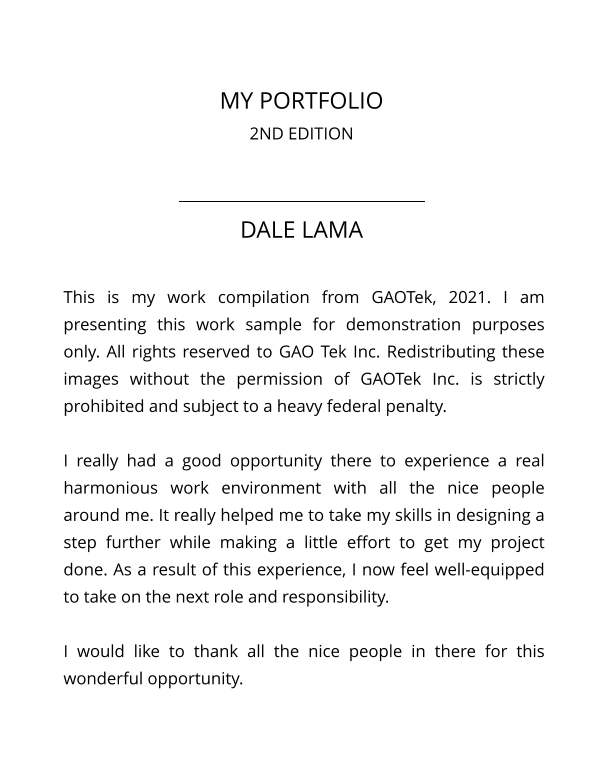 MY PORTFOLIO
2ND EDITION
DALE LAMA
This is my work compilation from GAOTek, 2021. I am
presenting this work sample for demonstration purposes
only. All rights reserved to GAO Tek Inc. Redistributing these
images without the permission of GAOTek Inc. is strictly
prohibited and subject to a heavy federal penalty.
I really had a good opportunity there to experience a real
harmonious work environment with all the nice people
around me. It really helped me to take my skills in designing a
step further while making a little effort to get my project
done. As a result of this experience, I now feel well-equipped
to take on the next role and responsibility.
I would like to thank all the nice people in there for this
wonderful opportunity.